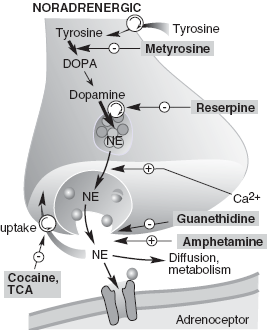 NORADRENERGIC
Tyrosine
Tyrosine
Metyrosine
DOPA
Dopamine
Reserpine
NE
Ca2+
NE
Guanethidine
uptake
Amphetamine
NE
Diffusion,
metabolism
Cocaine,
TCA
Adrenoceptor